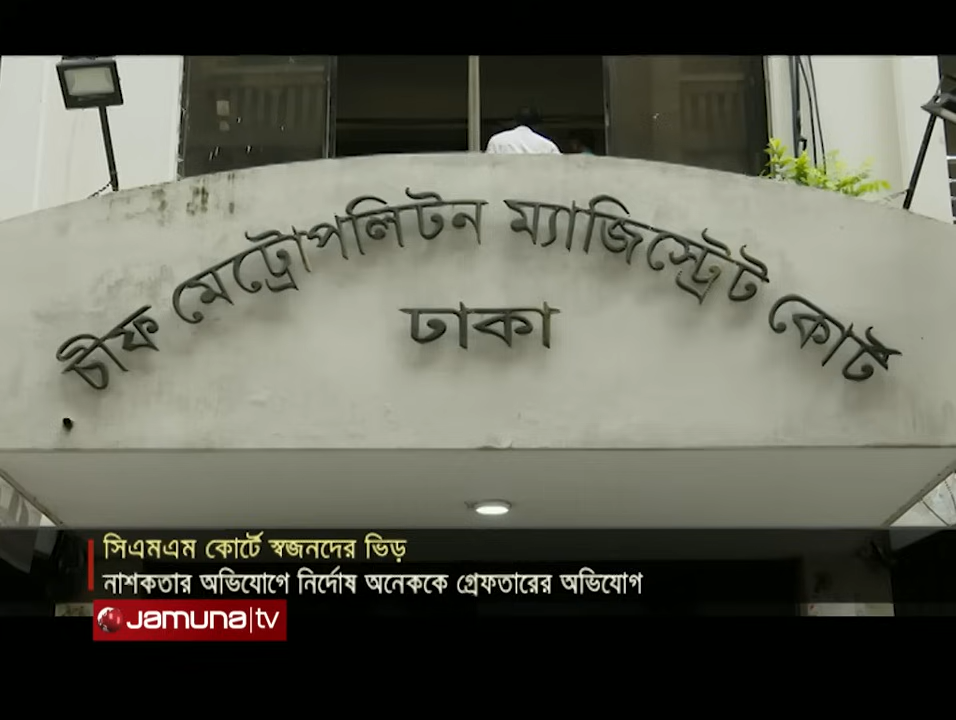 চীফ মেট্রোপলিটন ম্যাজিস্ট্রেট কোর্ট
ঢাকা
সিএমএম কোর্টে স্বজনদের ভিড়
নাশকতার অভিযোগে নির্দোষ অনেককে গ্রেফতারের অভিযোগ
Jamuna|tv